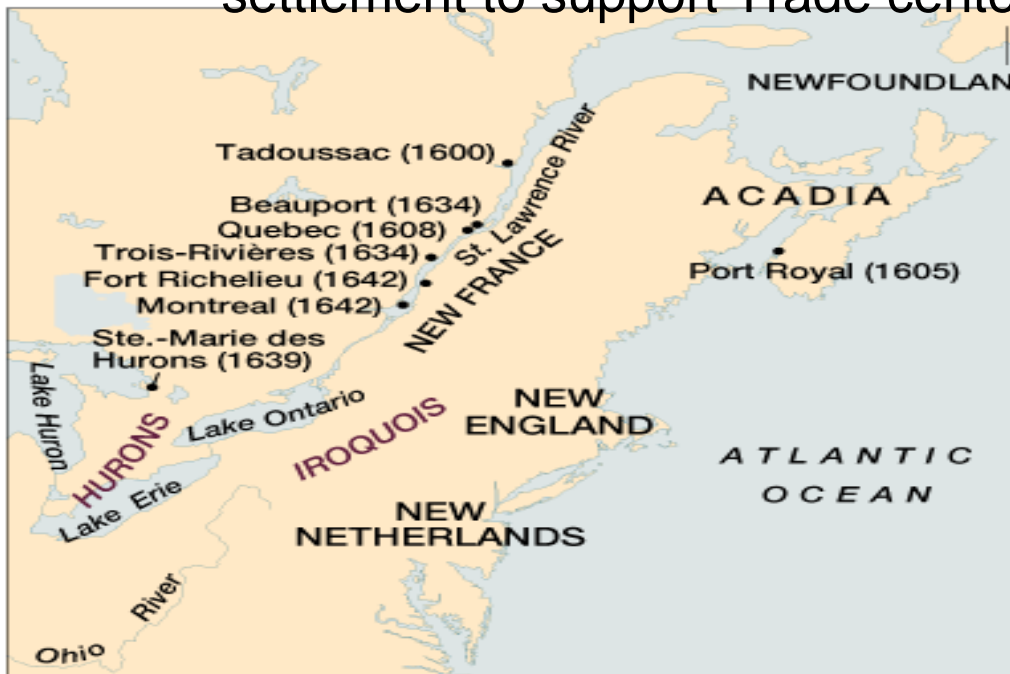 settlement to support Trade cente
NEWFOUNDLAN
Tadoussac (1600)
St. Lawrence River
Beauport (1634)
Quebec (1608)
Trois-Rivières (1634)
Fort Richelieu (1642)
Montreal (1642)
NEW FRANCE
ACADIA
Port Royal (1605)
Ste.-Marie des
Hurons (1639)
Lake Huron
HURONS
Lake Ontario
IROQUOIS
Lake Erie
NEW
ENGLAND
ATLANTIC
OCEAN
NEW
NETHERLANDS
Ohio River